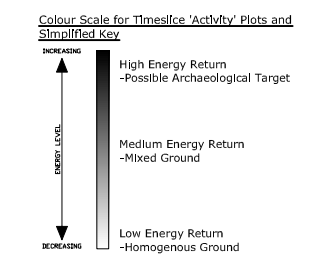 Colour Scale for Timeslice 'Activity' Plots and
Simplified Key
INCREASING
High Energy Return
-Possible Archaeological Target
ENERGY LEVEL
Medium Energy Return
-Mixed Ground
Low Energy Return
-Homogenous Ground
DECREASING